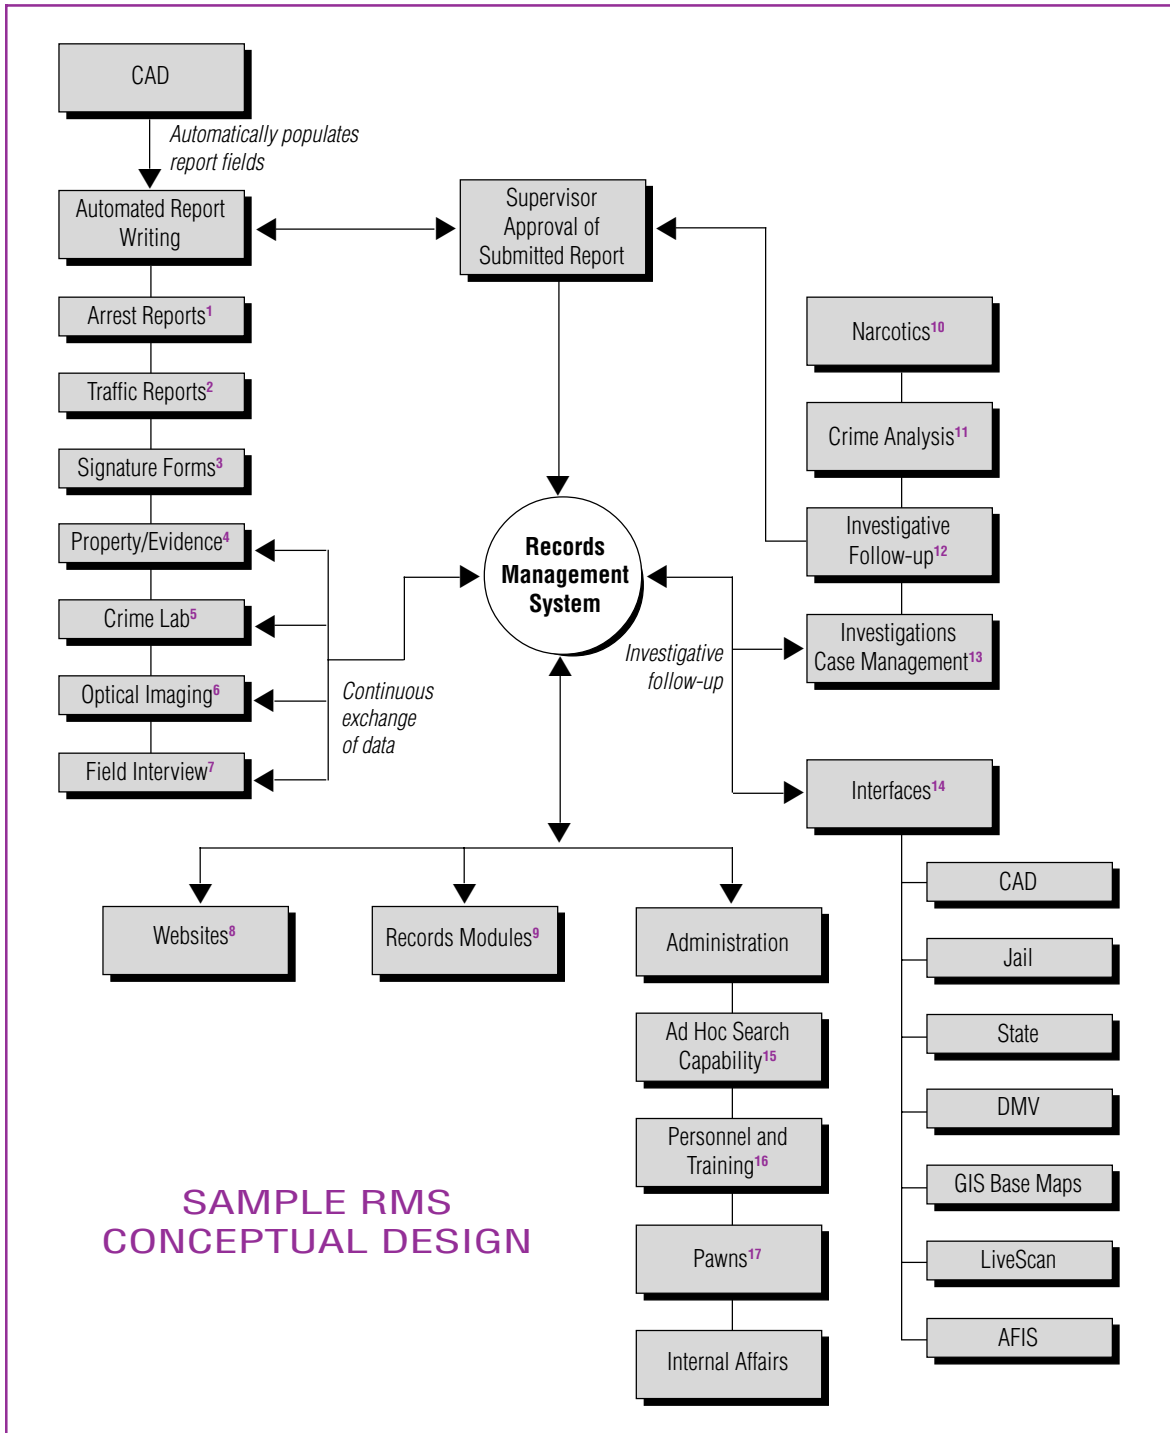 CAD
Automatically populates
report fields
Automated Report
Writing
Supervisor
Approval of
Submitted Report
Arrest Reports1
Traffic Reports2
Signature Forms3
Property/Evidence4
Crime Lab5
Optical Imaging6
Field Interview7
Continuous
exchange
of data
Records
Management
System
Investigative
follow-up
Narcotics10
Crime Analysis11
Investigative
Follow-up12
Investigations
Case Management13
Interfaces14
CAD
Jail
State
DMV
GIS Base Maps
LiveScan
AFIS
Websites8
Records Modules9
Administration
Ad Hoc Search
Capability15
Personnel and
Training16
Pawns17
Internal Affairs
SAMPLE RMS
CONCEPTUAL DESIGN